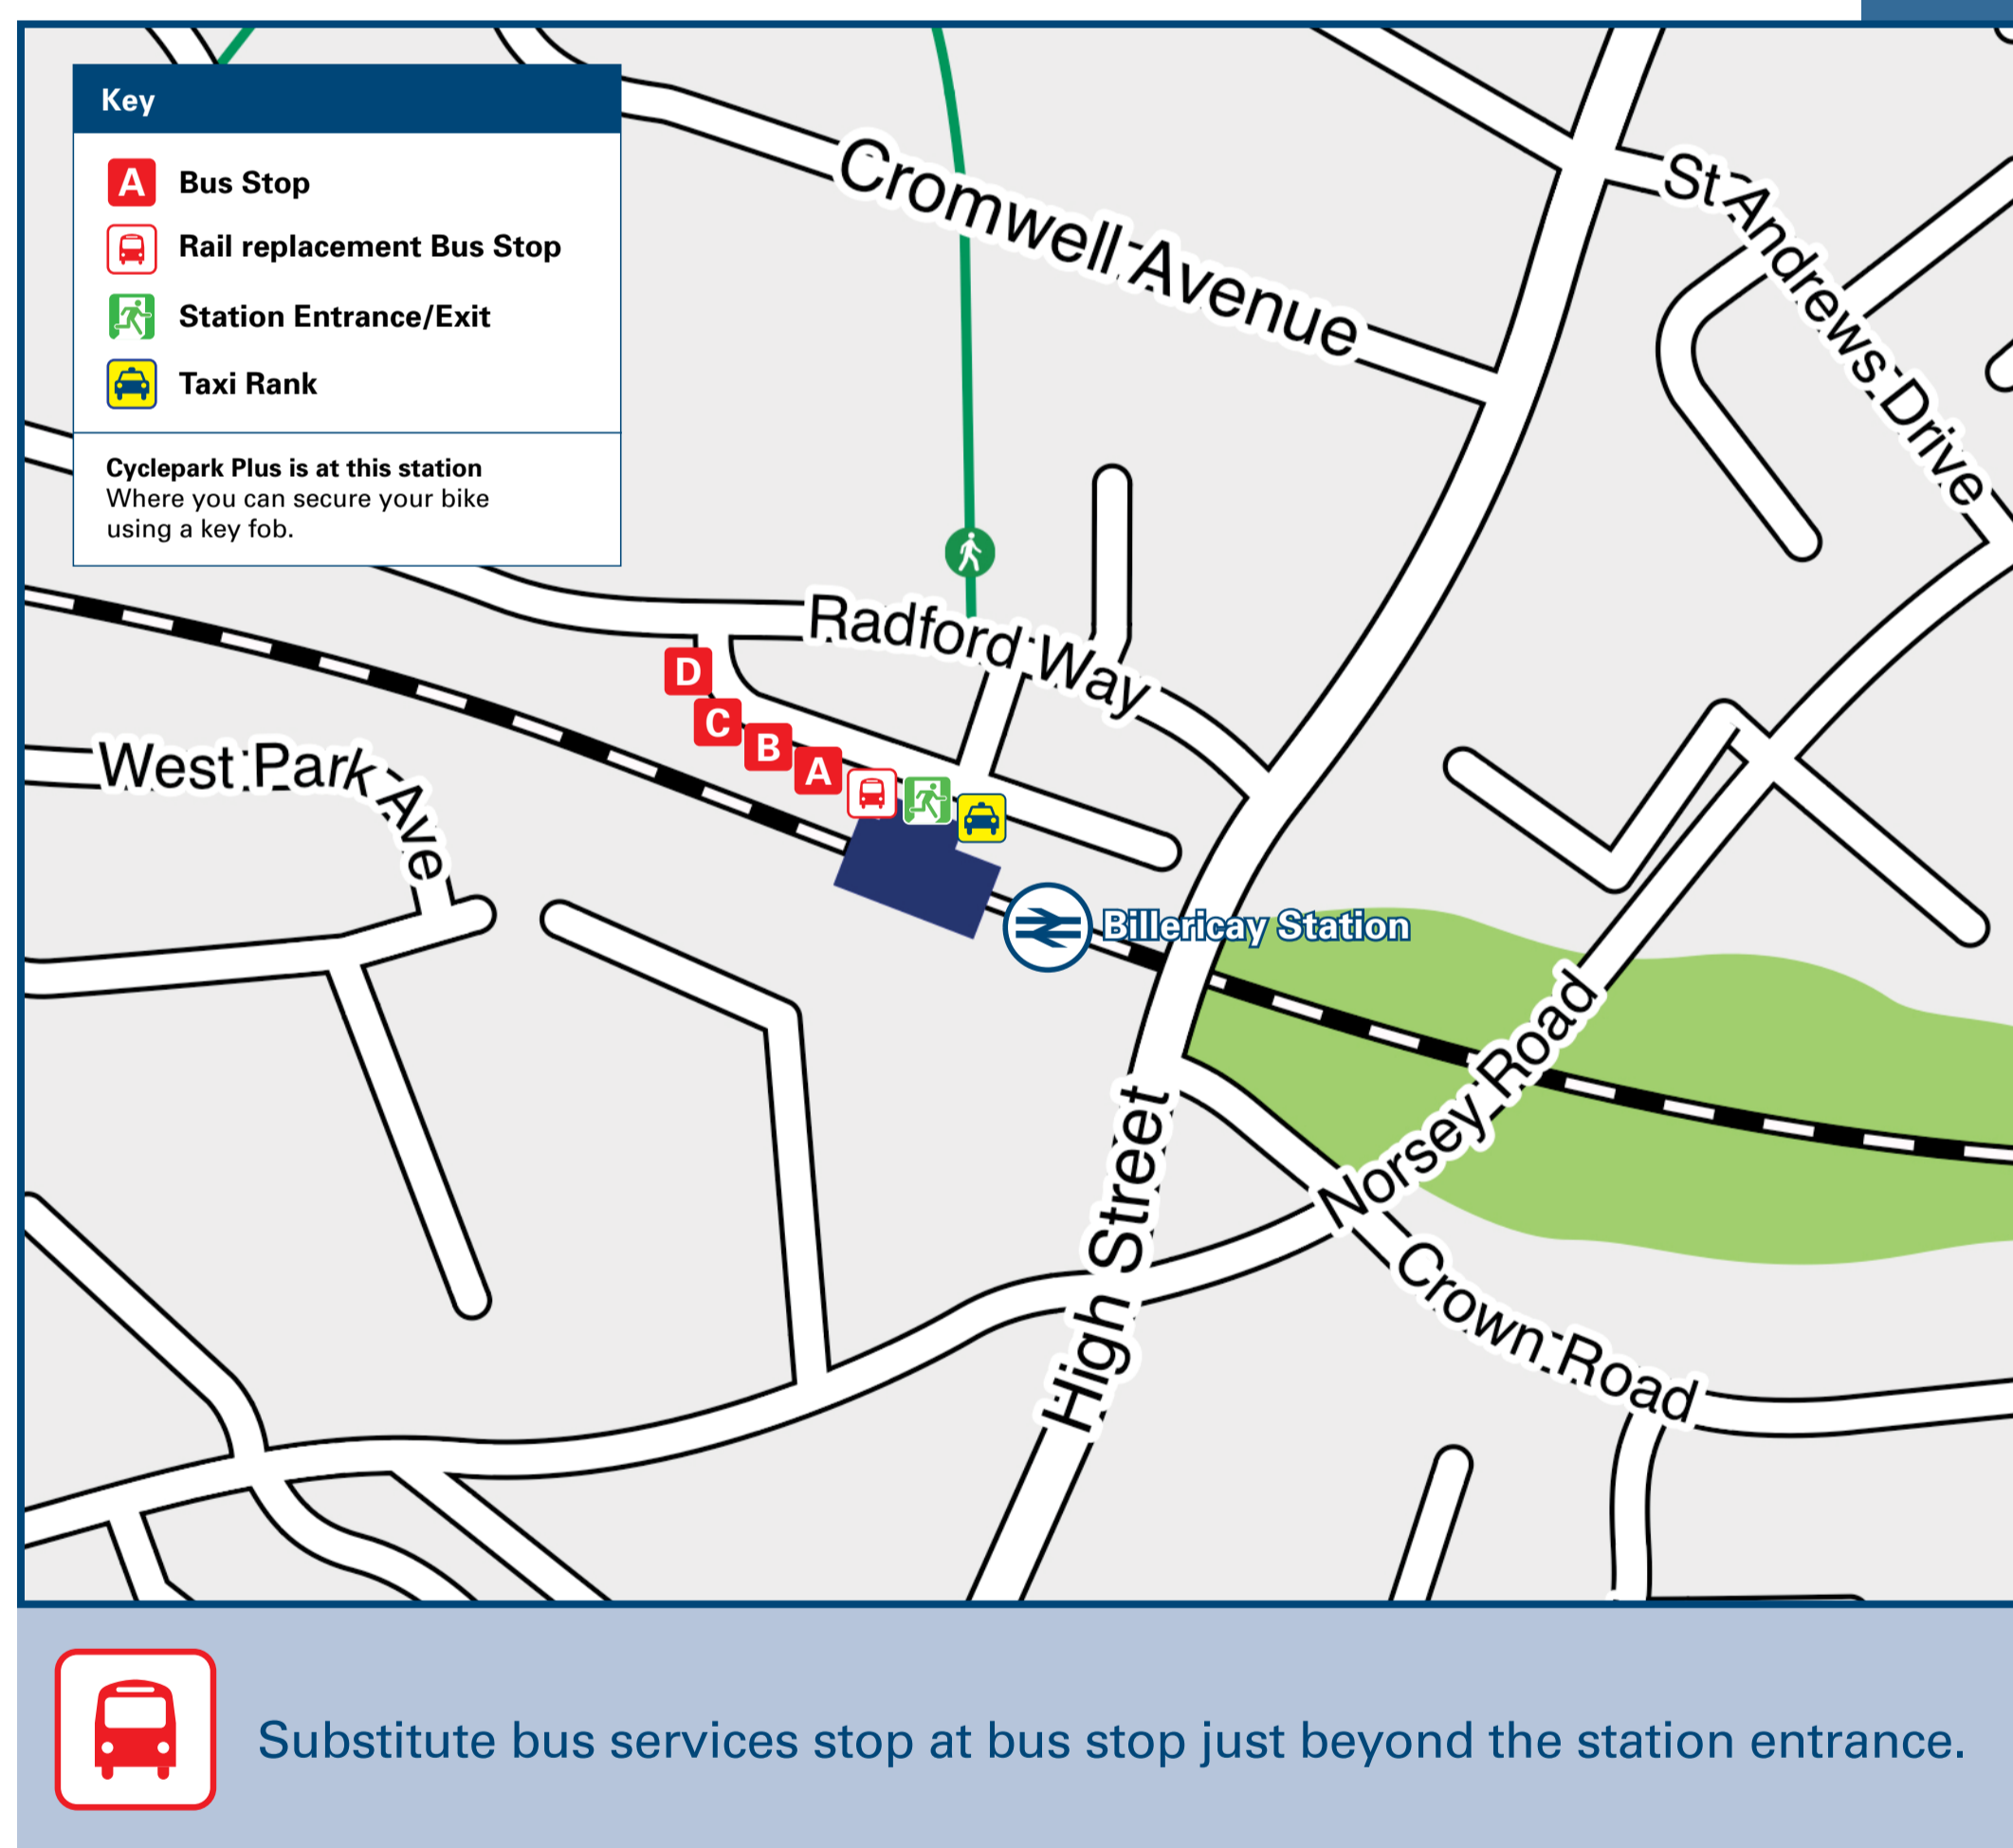 Key
A
Bus Stop
Rail replacement Bus Stop
Station Entrance/Exit
Taxi Rank
Cyclepark Plus is at this station
Where you can secure your bike
using a key fob.
Cromwell Avenue
St Andrews Drive
Radford Way
D
C
B
A
West Park Ave
Billericay Station
Norsey Road
High Street
Crown Road
Substitute bus services stop at bus stop just beyond the station entrance.